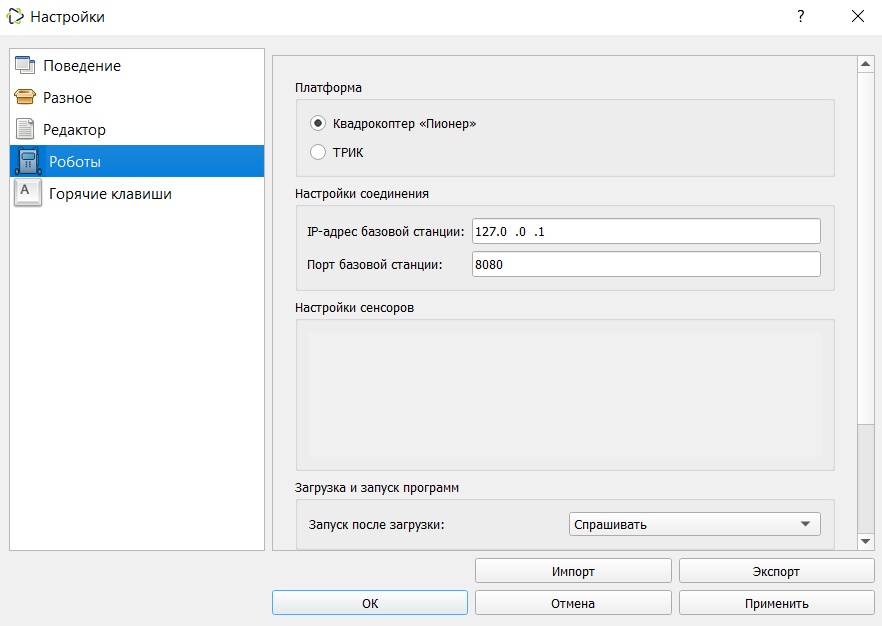 Настройки
?
Поведение
Разное
Редактор
Роботы
A
Горячие клавиши
Платформа
Квадрокоптер «Пионер»
ТРИК
Настройки соединения
IP-адрес базовой станции: 127.0 .0 .1
Порт базовой станции: 8080
Настройки сенсоров
Загрузка и запуск программ
Запуск после загрузки: Спрашивать
Импорт Экспорт
ОК Отмена Применить